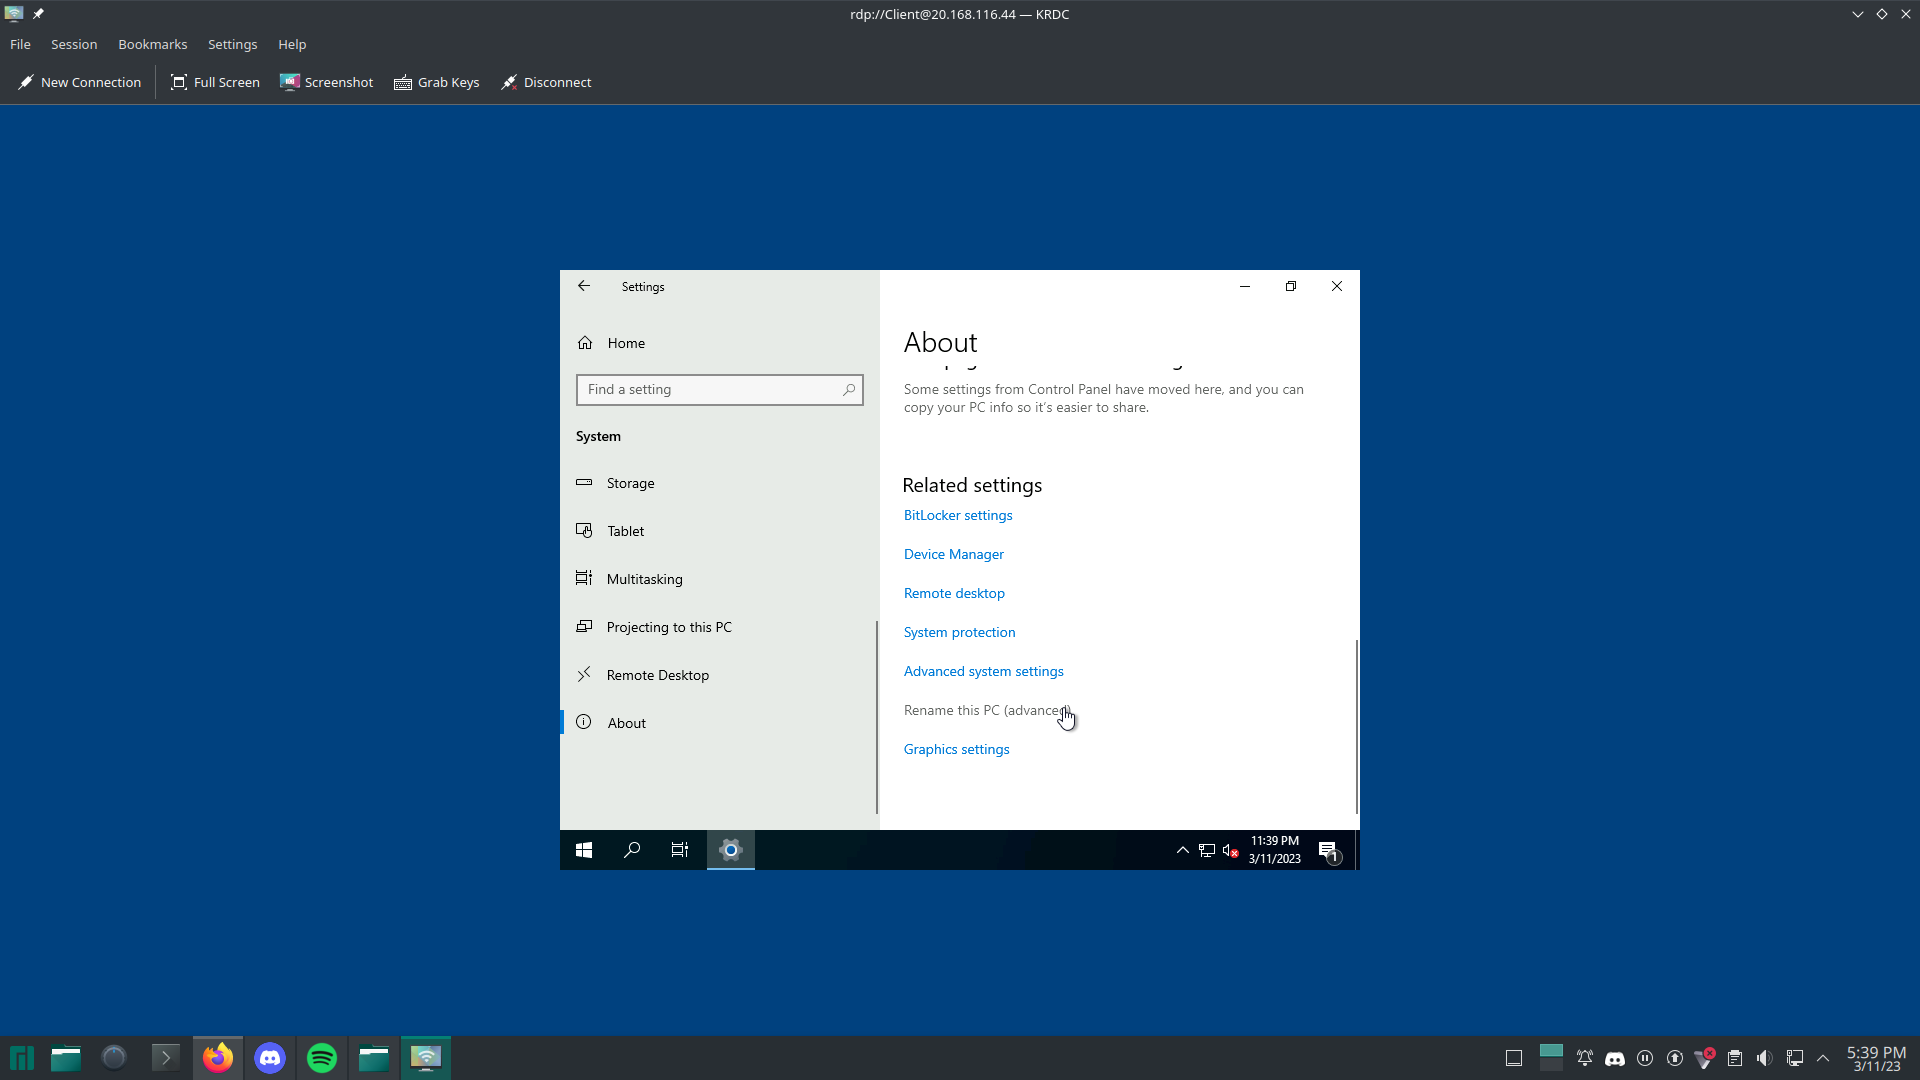 rdp://Client@20.168.116.44 — KRDC
File Session Bookmarks Settings Help
New Connection Full Screen Screenshot Grab Keys Disconnect
Settings
Home
Find a setting
System
Storage
Tablet
Multitasking
Projecting to this PC
Remote Desktop
About
About
Some settings from Control Panel have moved here, and you can
copy your PC info so it's easier to share.
Related settings
BitLocker settings
Device Manager
Remote desktop
System protection
Advanced system settings
Rename this PC (advanced)
Graphics settings
11:39 PM
3/11/2023
1
5:39 PM
3/11/23